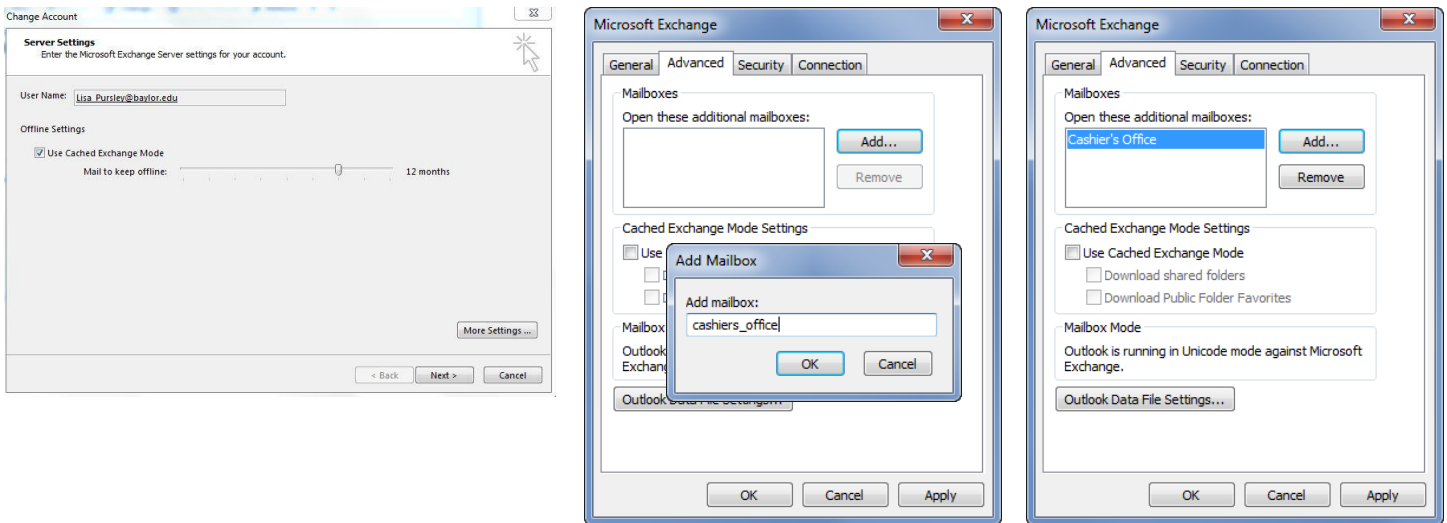 Change Account
Server Settings
Enter the Microsoft Exchange Server settings for your account.
User Name: Lisa_Pursley@baylor.edu
Offline Settings
Use Cached Exchange Mode
Mail to keep offline: 12 months
More Settings ...
< Back Next > Cancel
Microsoft Exchange
General Advanced Security Connection
Mailboxes
Open these additional mailboxes:
Add...
Remove
Cached Exchange Mode Settings
Use
Add Mailbox
Add mailbox:
cashiers_office
OK Cancel
Mailbox
Outlook
Exchan
Outlook Data File Settings...
OK Cancel Apply
Microsoft Exchange
General Advanced Security Connection
Mailboxes
Open these additional mailboxes:
Cashier's Office
Add...
Remove
Cached Exchange Mode Settings
Use Cached Exchange Mode
Download shared folders
Download Public Folder Favorites
Mailbox Mode
Outlook is running in Unicode mode against Microsoft
Exchange.
Outlook Data File Settings...
OK Cancel Apply